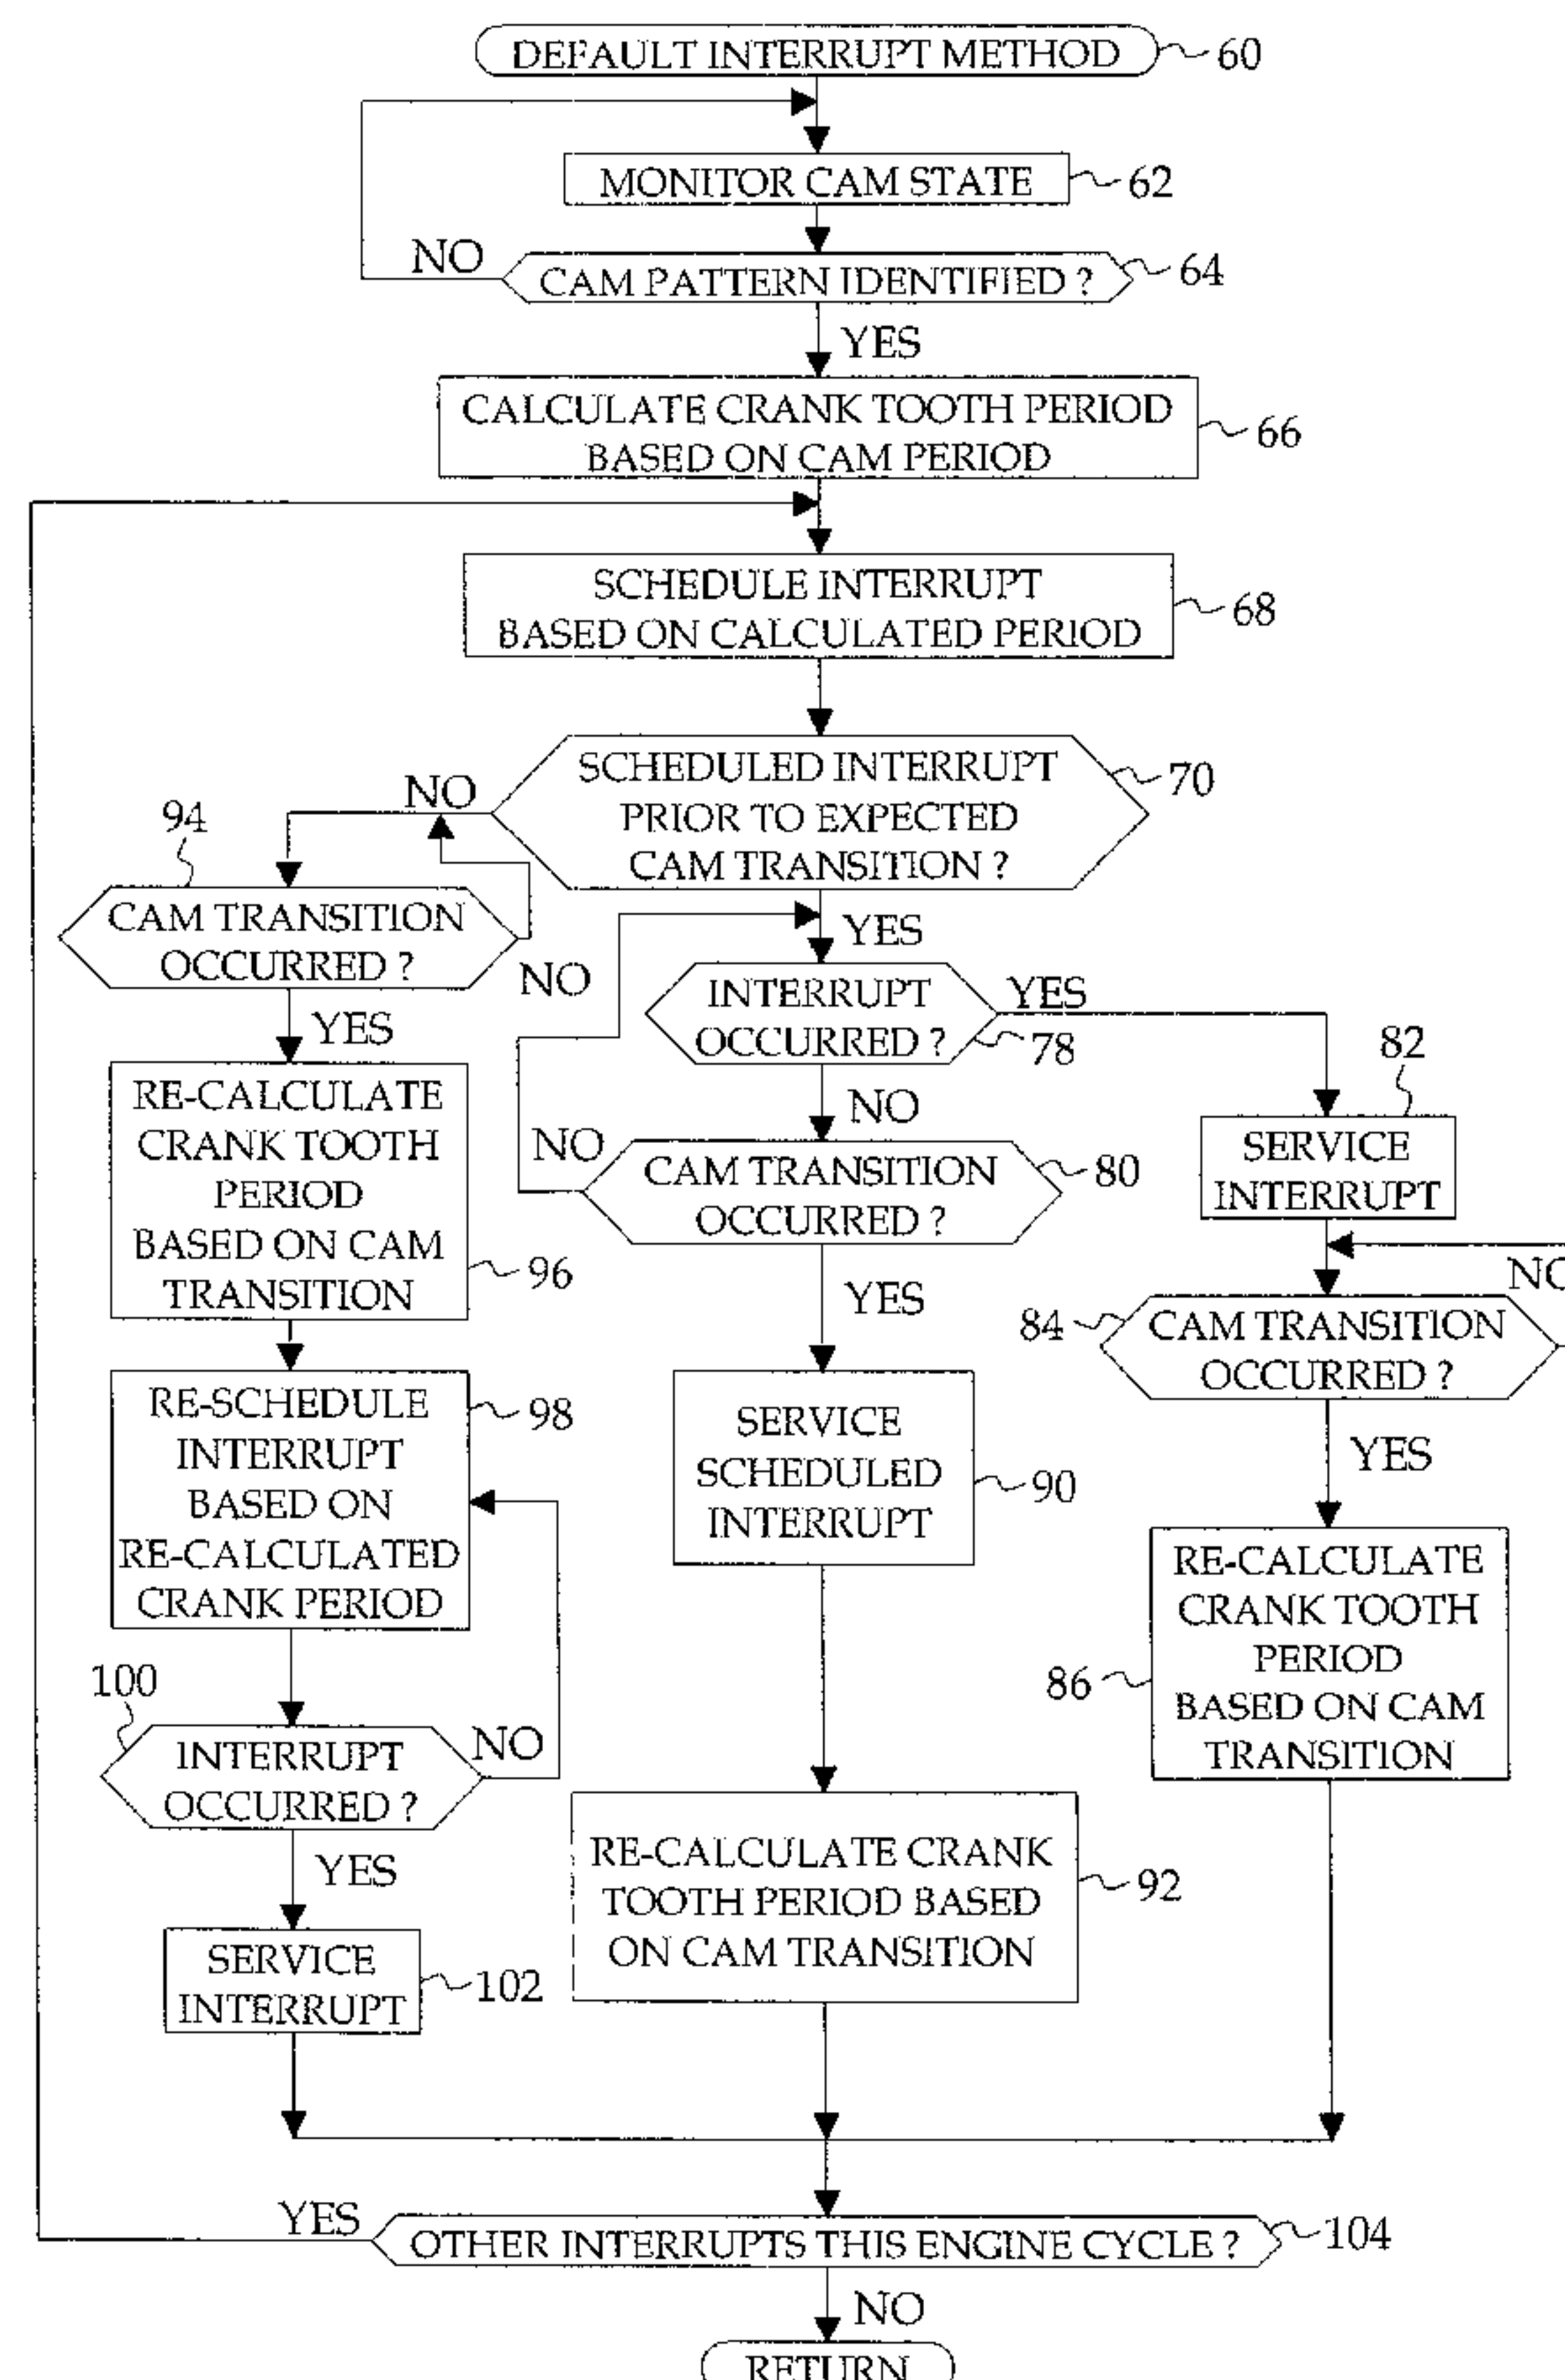 DEFAULT INTERRUPT METHOD
60
MONITOR CAM STATE
62
NO
CAM PATTERN IDENTIFIED ?
64
YES
CALCULATE CRANK TOOTH PERIOD
BASED ON CAM PERIOD
66
SCHEDULE INTERRUPT
BASED ON CALCULATED PERIOD
68
SCHEDULED INTERRUPT
PRIOR TO EXPECTED
CAM TRANSITION ?
70
NO
94
CAM TRANSITION
OCCURRED ?
NO
YES
YES
INTERRUPT
OCCURRED ?
78
YES
NO
82
SERVICE
INTERRUPT
RE-CALCULATE
CRANK TOOTH
PERIOD
BASED ON CAM
TRANSITION
96
NO
CAM TRANSITION
OCCURRED ?
80
YES
NO
84
CAM TRANSITION
OCCURRED ?
YES
RE-SCHEDULE
INTERRUPT
BASED ON
RE-CALCULATED
CRANK PERIOD
98
SERVICE
SCHEDULED
INTERRUPT
90
RE-CALCULATE
CRANK TOOTH
PERIOD
BASED ON CAM
TRANSITION
86
100
INTERRUPT
OCCURRED ?
NO
YES
RE-CALCULATE CRANK
TOOTH PERIOD BASED
ON CAM TRANSITION
92
SERVICE
INTERRUPT
102
YES
OTHER INTERRUPTS THIS ENGINE CYCLE ?
104
NO
RETURN